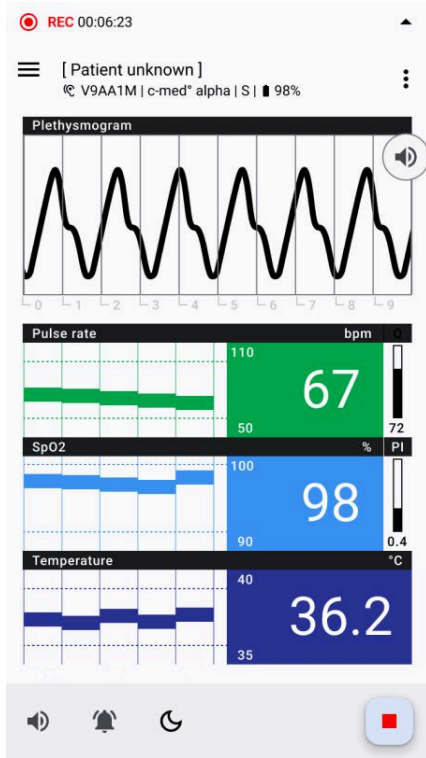 REC 00:06:23
[ Patient unknown ]
V9AA1M | c-med° alpha | S | 98%
Plethysmogram
0 1 2 3 4 5 6 7 8 9
Pulse rate bpm Q
110
67
50 72
SpO2 % PI
100
98
90 0.4
Temperature °C
40
36.2
35